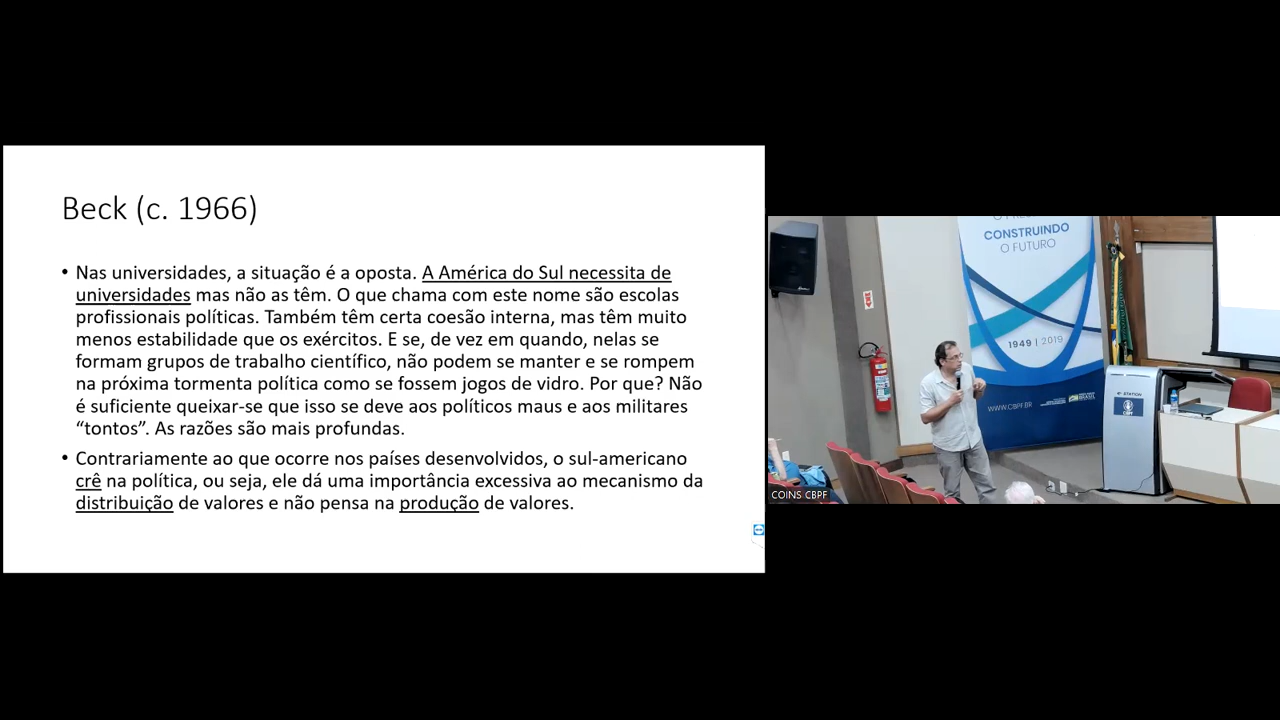 Beck (c. 1966)
• Nas universidades, a situação é a oposta. A América do Sul necessita de
universidades mas não as têm. O que chama com este nome são escolas
profissionais políticas. Também têm certa coesão interna, mas têm muito
menos estabilidade que os exércitos. E se, de vez em quando, nelas se
formam grupos de trabalho científico, não podem se manter e se rompem
na próxima tormenta política como se fossem jogos de vidro. Por que? Não
é suficiente queixar-se que isso se deve aos políticos maus e aos militares
“tontos”. As razões são mais profundas.
• Contrariamente ao que ocorre nos países desenvolvidos, o sul-americano
crê na política, ou seja, ele dá uma importância excessiva ao mecanismo da
distribuição de valores e não pensa na produção de valores.
CONSTRUINDO
O FUTURO
1949 | 2019
WWW.CBPF.BR
BRASIL
STATION
CBPF
COINS CBPF